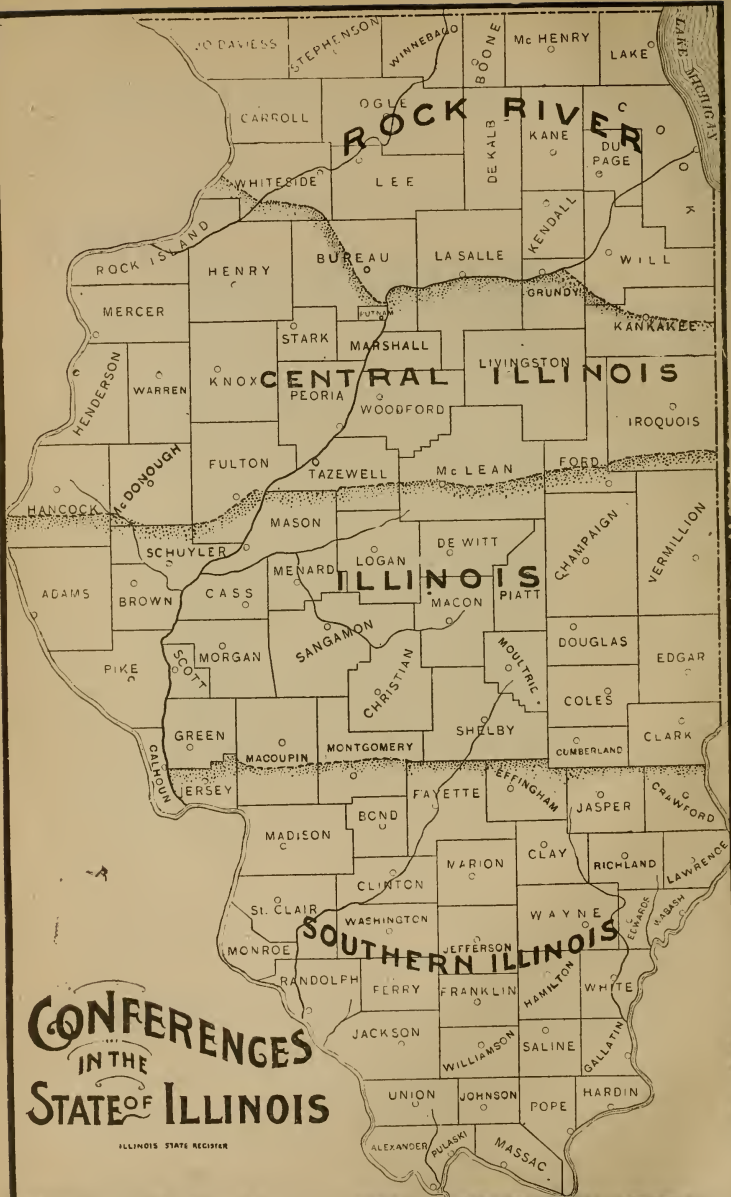 JO DAVIESS
STEPHENSON
WINNEBAGO
BOONE
McHENRY
LAKE
LAKE MICHIGAN
CARROLL
OGLE
ROCK RIVER
DE KALB
KANE
COOK
DU PAGE
WHITESIDE
LEE
KENDALL
ROCK ISLAND
HENRY
BUREAU
LA SALLE
WILL
GRUNDY
MERCER
PUTNAM
KANKAKEE
STARK
MARSHALL
HENDERSON
WARREN
KNOX
CENTRAL ILLINOIS
PEORIA
LIVINGSTON
WOODFORD
IROQUOIS
HANCOCK
McDONOUGH
FULTON
TAZEWELL
McLEAN
FORD
MASON
SCHUYLER
ADAMS
BROWN
CASS
MENARD
LOGAN
DE WITT
ILLINOIS
PIATT
CHAMPAIGN
VERMILLION
MACON
PIKE
SCOTT
MORGAN
SANGAMON
CHRISTIAN
MOULTRIC.
DOUGLAS
EDGAR
COLES
SHELBY
CUMBERLAND
CLARK
CALHOUN
GREEN
MACOUPIN
MONTGOMERY
JERSEY
FAYETTE
EFFINGHAM
JASPER
CRAWFORD
MADISON
BOND
MARION
CLAY
RICHLAND
LAWRENCE
St. CLAIR
CLINTON
WASHINGTON
WAYNE
EDWARDS
WABASH
MONROE
SOUTHERN ILLINOIS
JEFFERSON
RANDOLPH
PERRY
FRANKLIN
HAMILTON
WHITE
JACKSON
WILLIAMSON
SALINE
GALLATIN
UNION
JOHNSON
POPE
HARDIN
ALEXANDER
PULASKI
MASSAC
CONFERENCES
IN THE
STATE OF ILLINOIS
ILLINOIS STATE REGISTER